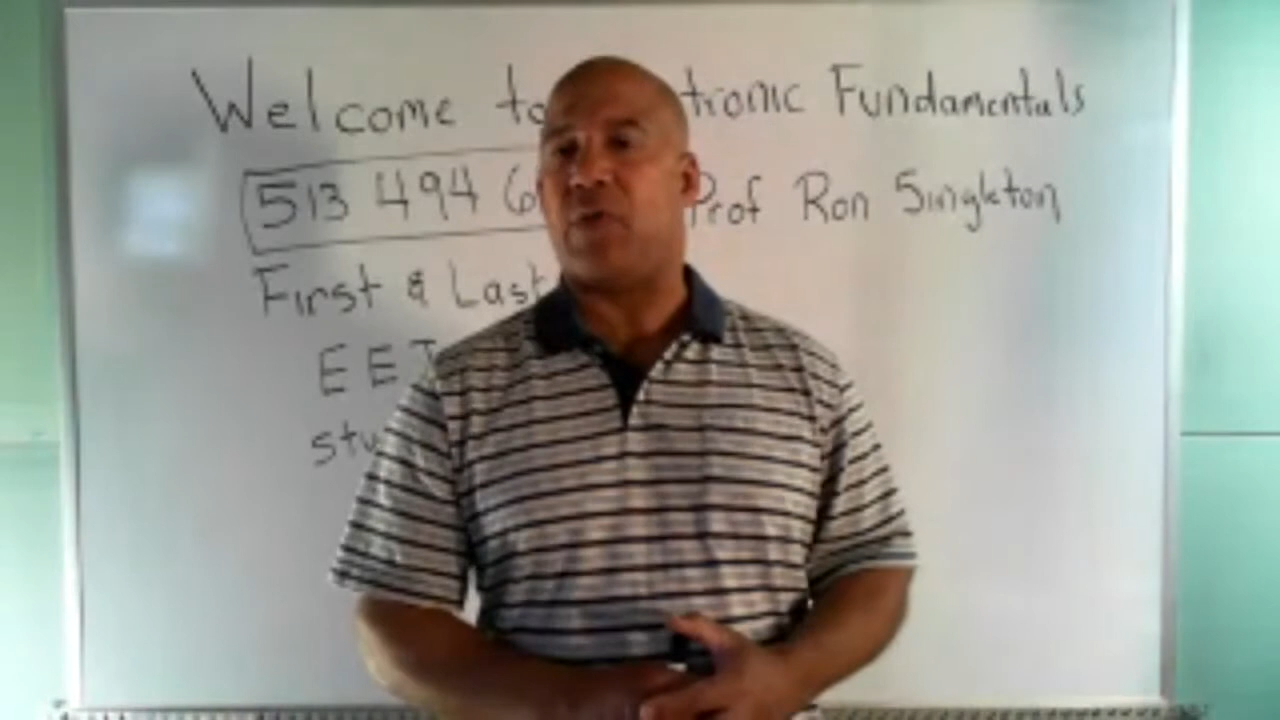 Welcome to tronic Fundamentals
513 494 6 Prof Ron Singleton
First & Last
EET
stu